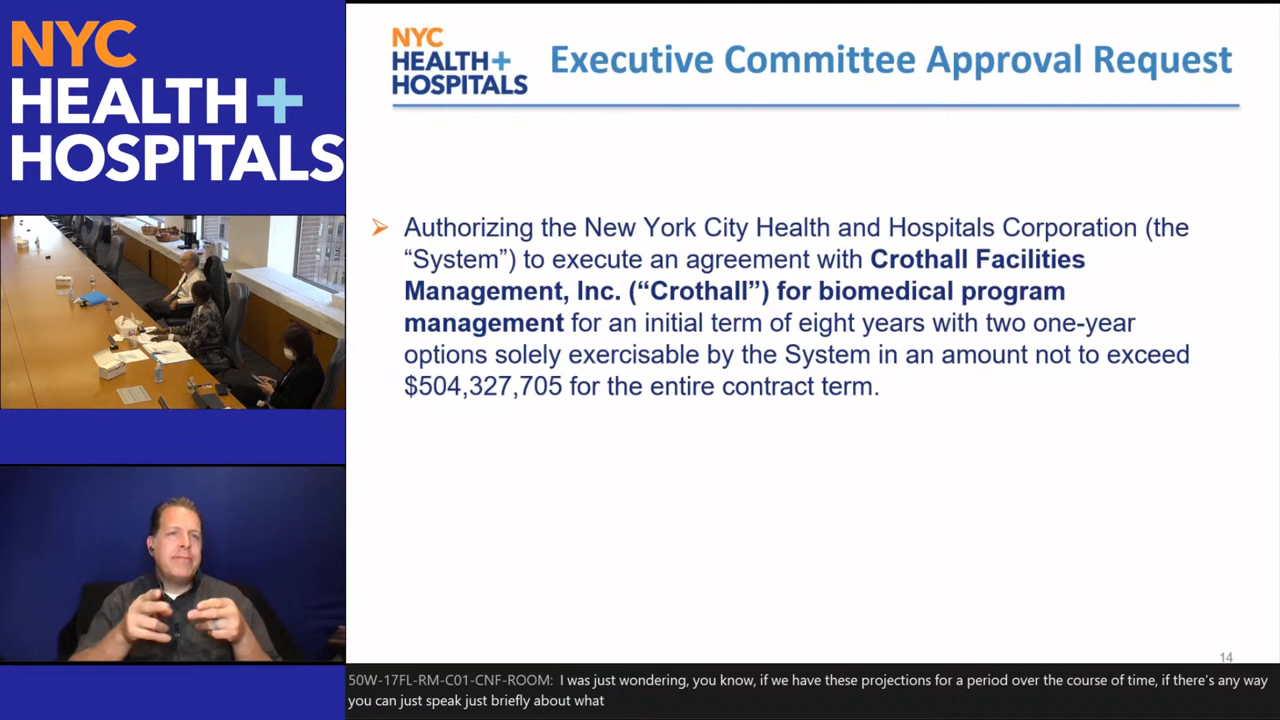 NYC
HEALTH+
HOSPITALS
NYC
HEALTH+
HOSPITALS
Executive Committee Approval Request
Authorizing the New York City Health and Hospitals Corporation (the
“System”) to execute an agreement with Crothall Facilities
Management, Inc. (“Crothall”) for biomedical program
management for an initial term of eight years with two one-year
options solely exercisable by the System in an amount not to exceed
$504,327,705 for the entire contract term.
14
50W-17FL-RM-C01-CNF-ROOM: I was just wondering, you know, if we have these projections for a period over the course of time, if there's any way
you can just speak just briefly about what